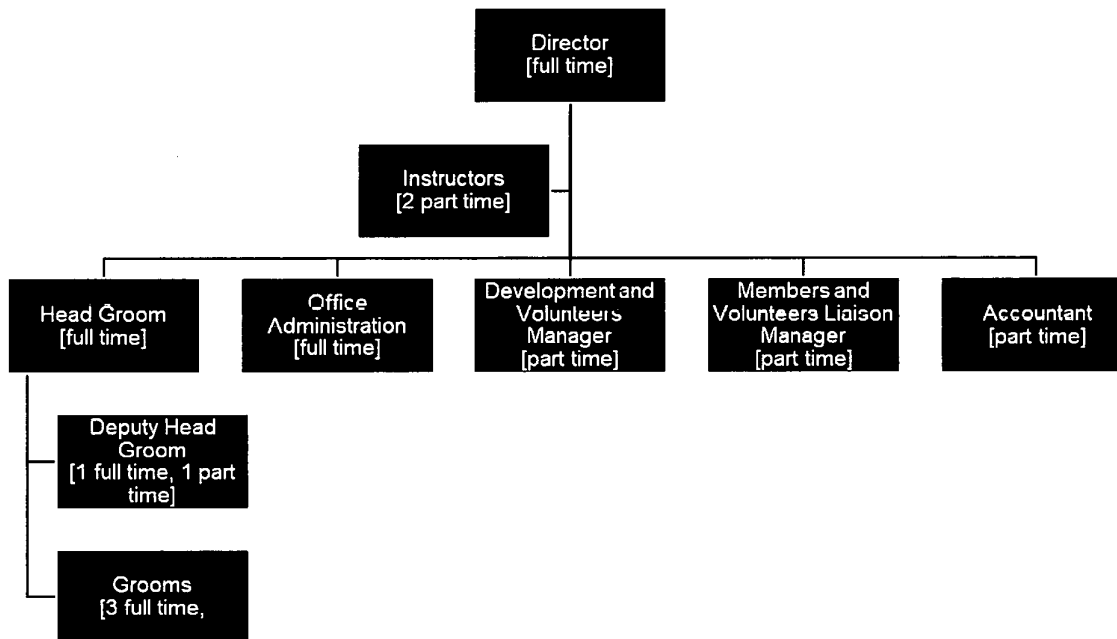 Director
[full time]
Instructors
[2 part time]
Head Groom
[full time]
Office
Administration
[full time]
Development and
Volunteers
Manager
[part time]
Members and
Volunteers Liaison
Manager
[part time]
Accountant
[part time]
Deputy Head
Groom
[1 full time, 1 part
time]
Grooms
[3 full time,